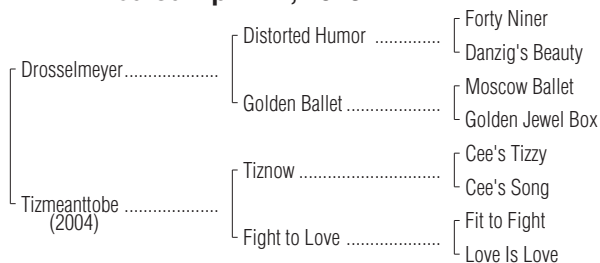 Forty Niner
Distorted Humor ................
Danzig's Beauty
Drosselmeyer.....................
Moscow Ballet
Golden Ballet .....................
Golden Jewel Box
Cee's Tizzy
Tiznow ................................
Cee's Song
Tizmeanttobe .....................
(2004)
Fit to Fight
Fight to Love .....................
Love Is Love